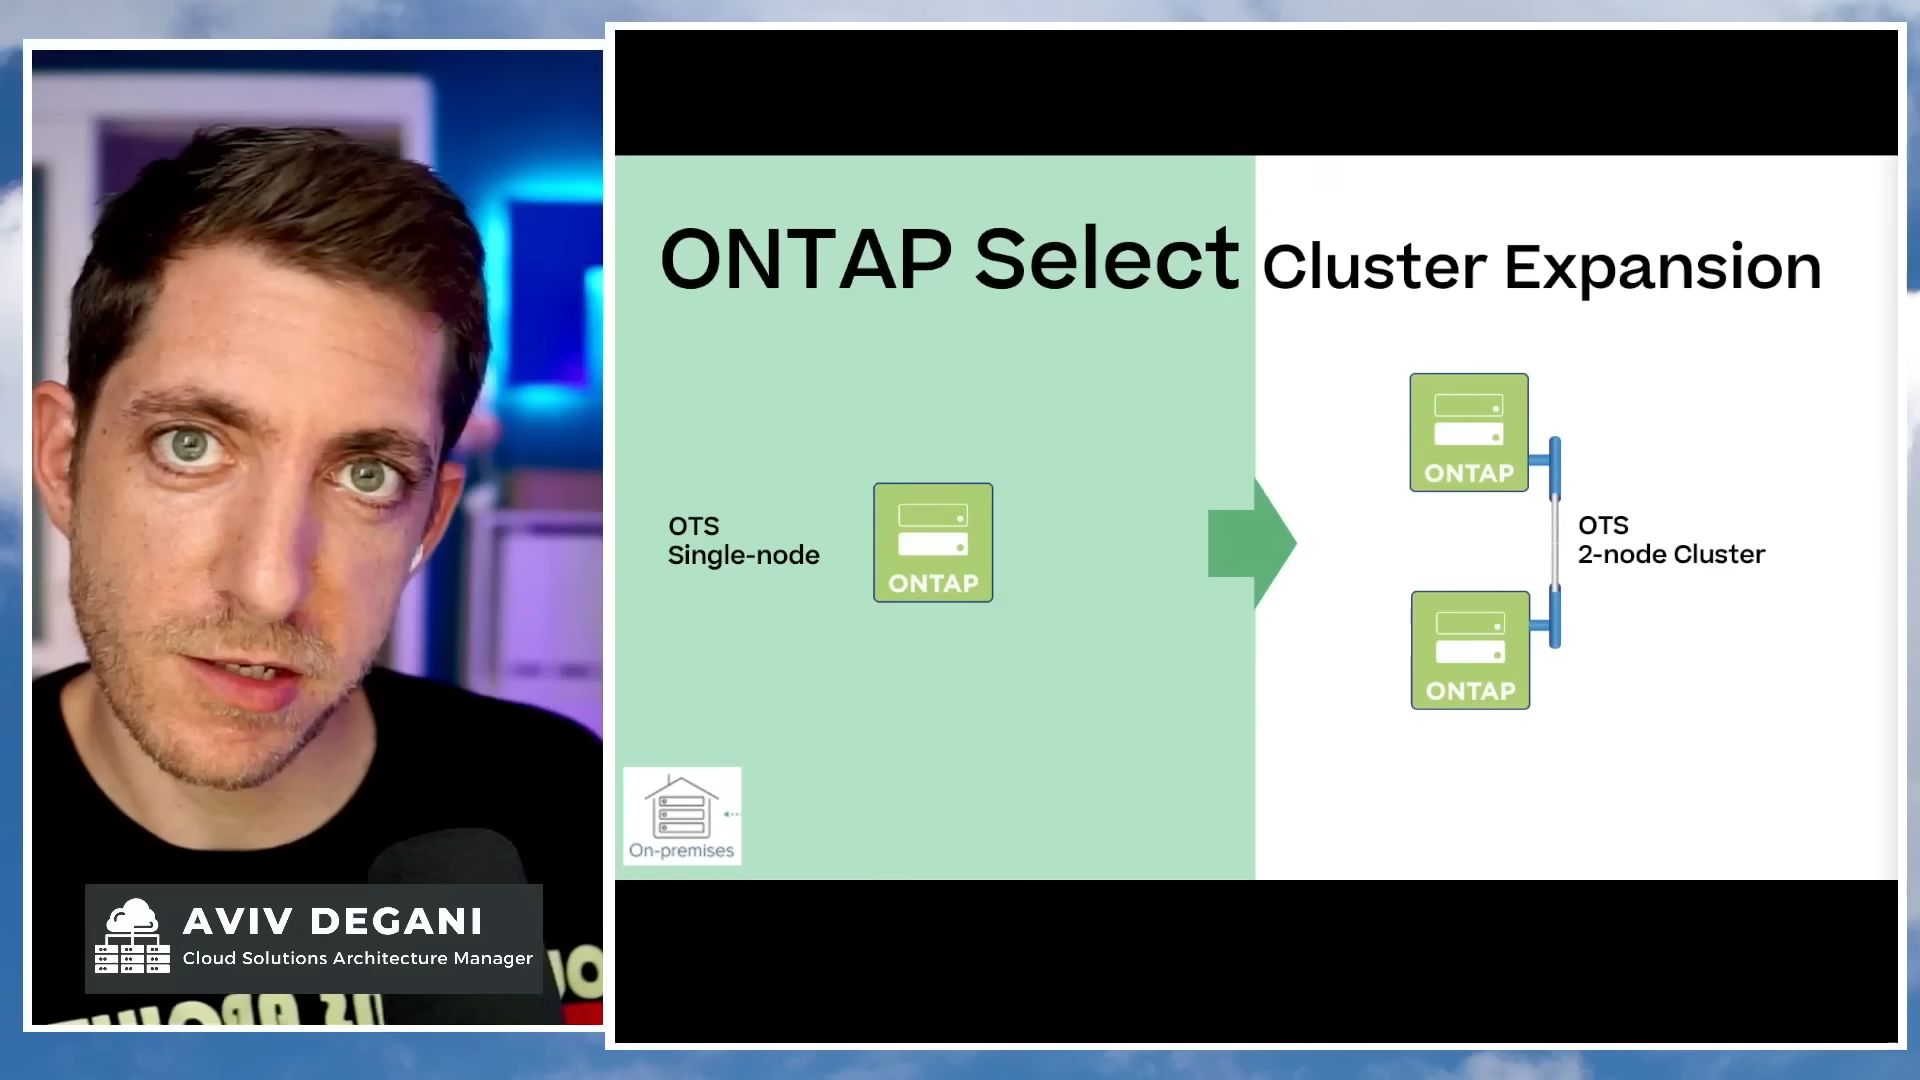 ONTAP Select Cluster Expansion
OTS
Single-node
ONTAP
ONTAP
ONTAP
OTS
2-node Cluster
On-premises
AVIV DEGANI
Cloud Solutions Architecture Manager